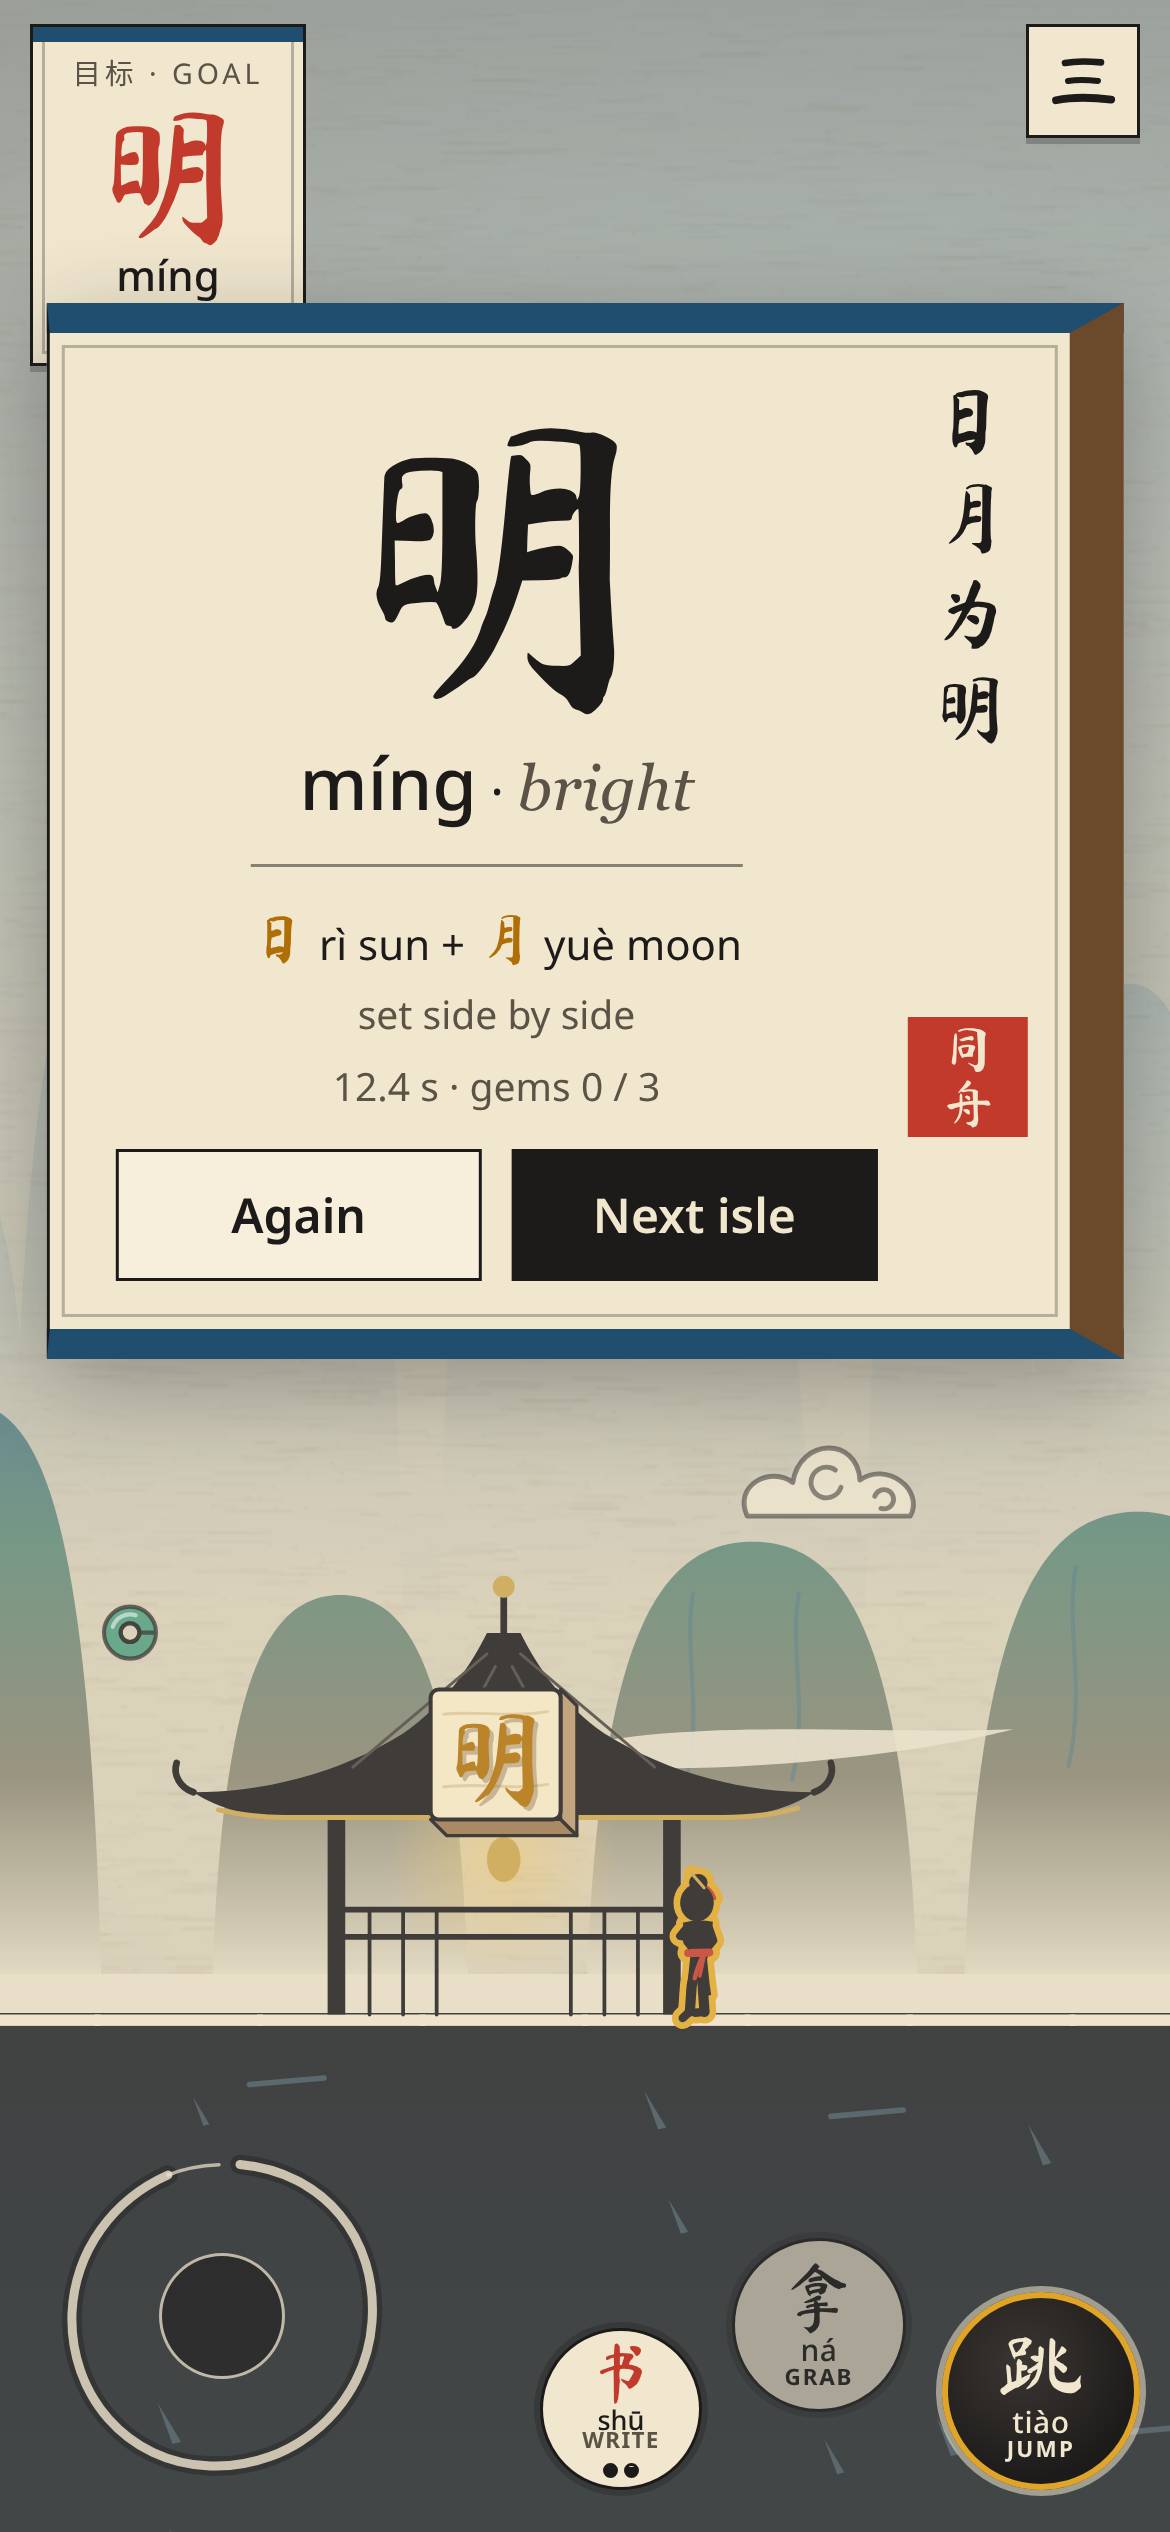 目标 · GOAL
明
míng
三
明
日月为明
míng · bright
日 rì sun + 月 yuè moon
set side by side
12.4 s · gems 0 / 3
同舟
Again
Next isle
明
书
shū
WRITE
拿
ná
GRAB
跳
tiào
JUMP